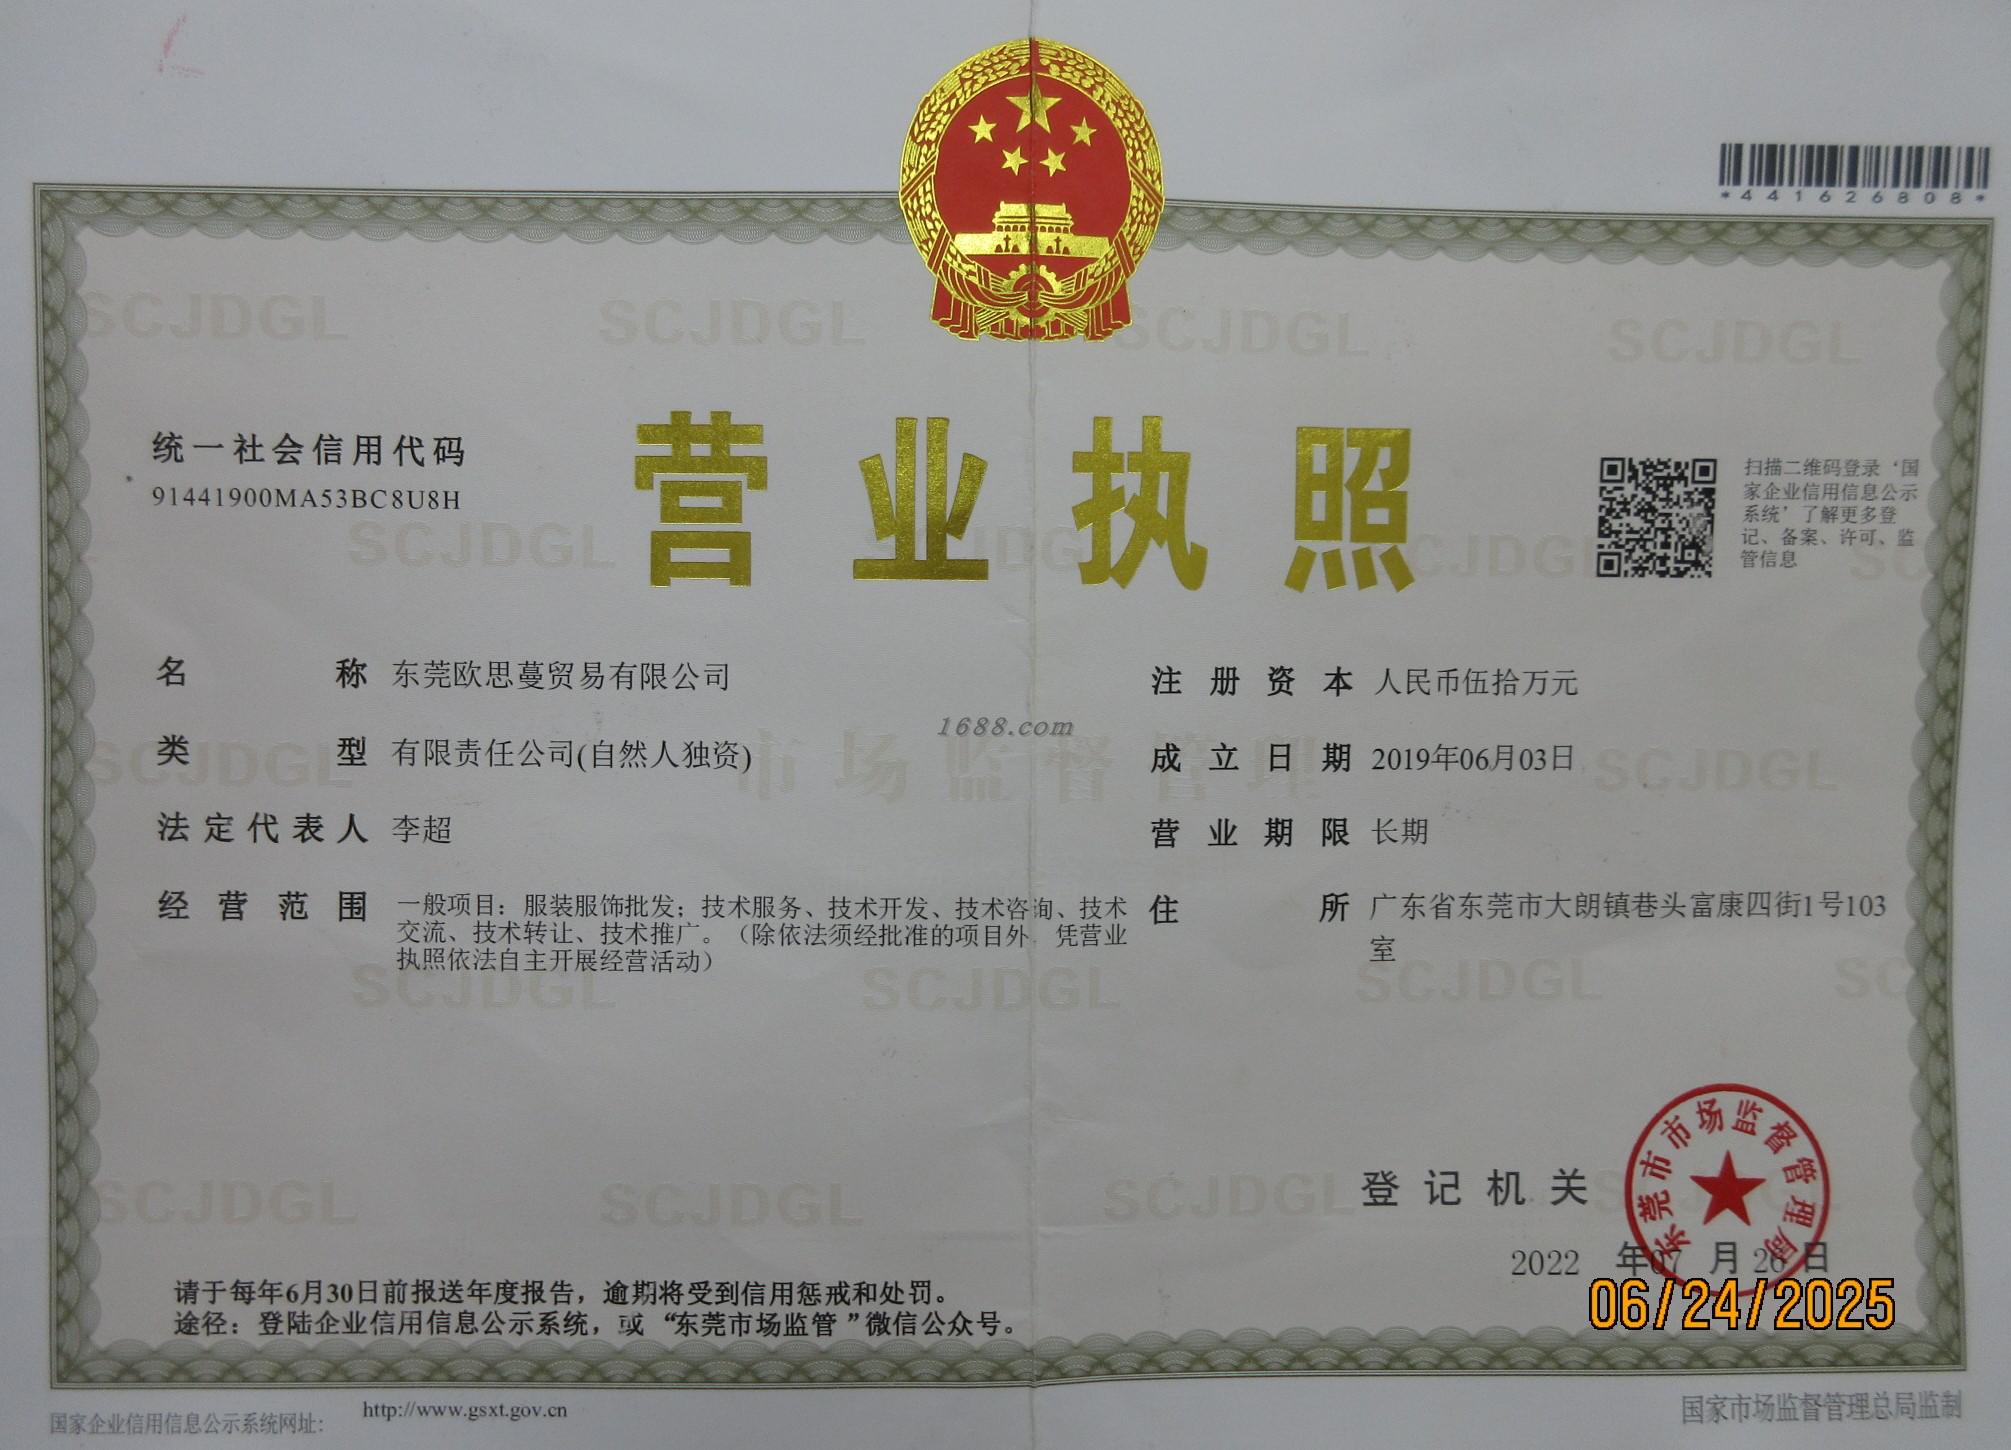 *441626808*
统一社会信用代码
91441900MA53BC8U8H
营业执照
扫描二维码登录‘国
家企业信用信息公示
系统’了解更多登
记、备案、许可、监
管信息
名称 东莞欧思蔓贸易有限公司
类型 有限责任公司(自然人独资)
法定代表人 李超
经营范围 一般项目：服装服饰批发；技术服务、技术开发、技术咨询、技术
交流、技术转让、技术推广。（除依法须经批准的项目外，凭营业
执照依法自主开展经营活动）
注册资本 人民币伍拾万元
成立日期 2019年06月03日
营业期限 长期
住所 广东省东莞市大朗镇巷头富康四街1号103
室
1688.com
SCJDGL
市场监督管理
登记机关
东莞市市场监督管理局
2022 年07 月26日
06/24/2025
请于每年6月30日前报送年度报告，逾期将受到信用惩戒和处罚。
途径：登陆企业信用信息公示系统，或“东莞市场监管”微信公众号。
国家企业信用信息公示系统网址: http://www.gsxt.gov.cn
国家市场监督管理总局监制